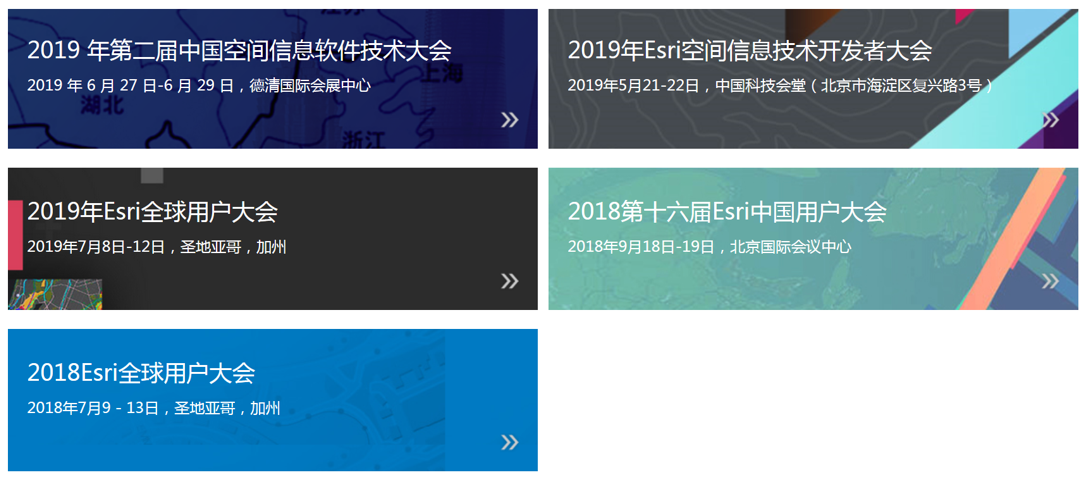 2019 年第二届中国空间信息软件技术大会
2019 年 6 月 27 日-6 月 29 日，德清国际会展中心
上海
湖北
浙江
»
2019年Esri空间信息技术开发者大会
2019年5月21-22日，中国科技会堂（北京市海淀区复兴路3号）
»
2019年Esri全球用户大会
2019年7月8日-12日，圣地亚哥，加州
»
2018第十六届Esri中国用户大会
2018年9月18日-19日，北京国际会议中心
»
2018Esri全球用户大会
2018年7月9 - 13日，圣地亚哥，加州
»